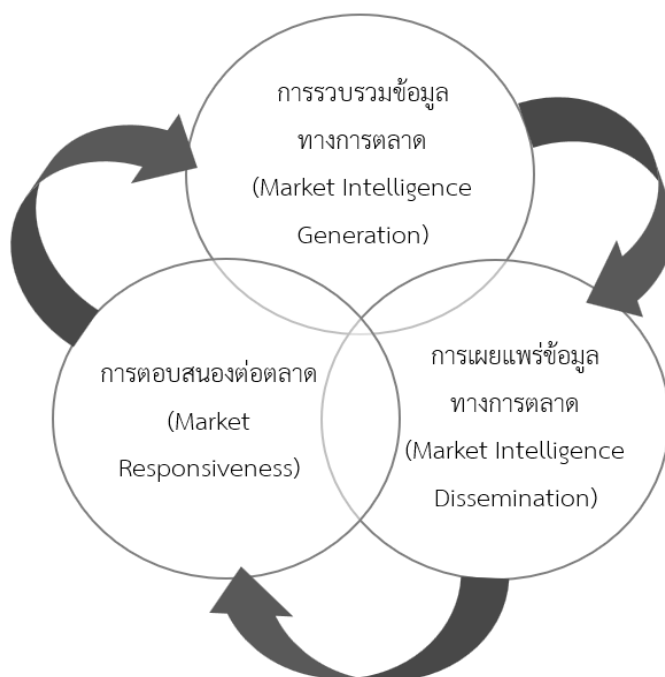 การรวบรวมข้อมูล
ทางการตลาด
(Market Intelligence
Generation)
การตอบสนองต่อตลาด
(Market
Responsiveness)
การเผยแพร่ข้อมูล
ทางการตลาด
(Market Intelligence
Dissemination)